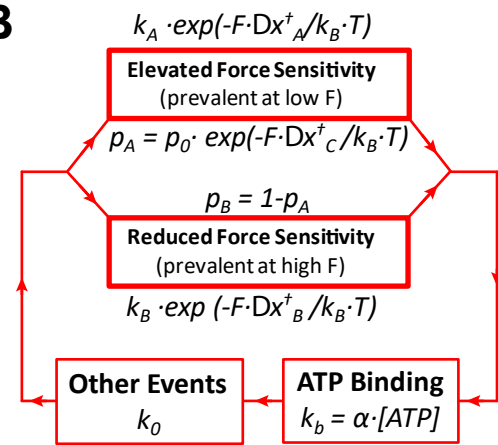 B
k_A ·exp(-F·Dx†_A/k_B·T)
Elevated Force Sensitivity
(prevalent at low F)
p_A = p_0· exp(-F·Dx†_C/k_B·T)
p_B = 1-p_A
Reduced Force Sensitivity
(prevalent at high F)
k_B ·exp (-F·Dx†_B/k_B·T)
Other Events
k_0
ATP Binding
k_b = α·[ATP]